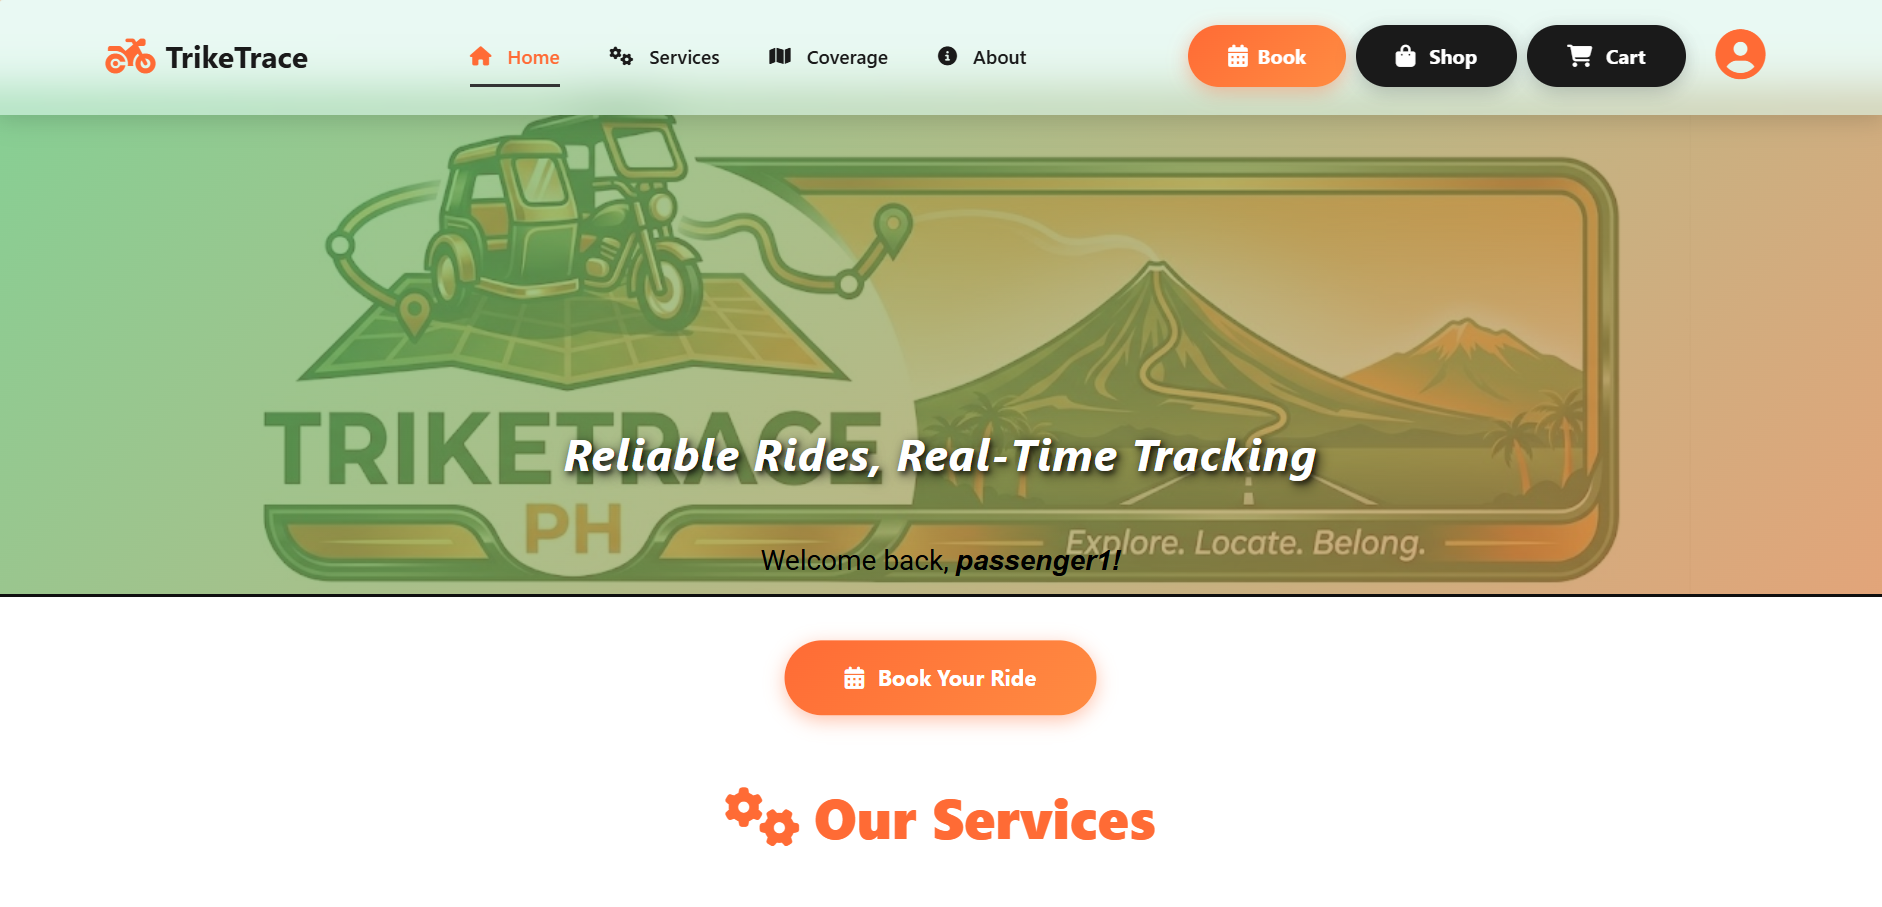 TrikeTrace
Home
Services
Coverage
About
Book
Shop
Cart
TRIKETRACE
Reliable Rides, Real-Time Tracking
PH
Explore. Locate. Belong.
Welcome back, passenger1!
Book Your Ride
Our Services